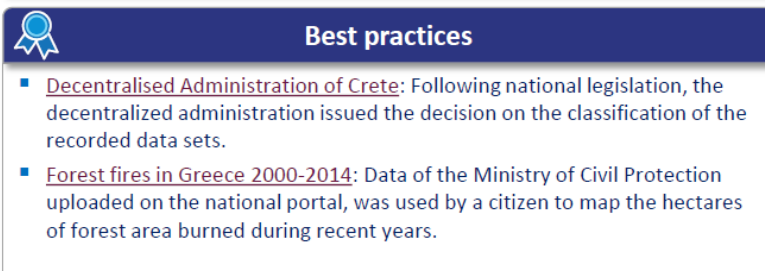 Best practices
Decentralised Administration of Crete: Following national legislation, the
decentralized administration issued the decision on the classification of the
recorded data sets.
Forest fires in Greece 2000-2014: Data of the Ministry of Civil Protection
uploaded on the national portal, was used by a citizen to map the hectares
of forest area burned during recent years.